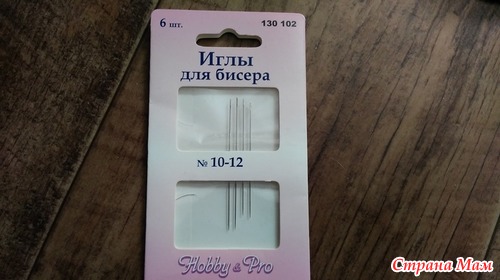 6 шт. 130 102
Иглы
для бисера
№ 10-12
Hobby & Pro
Страна Мам